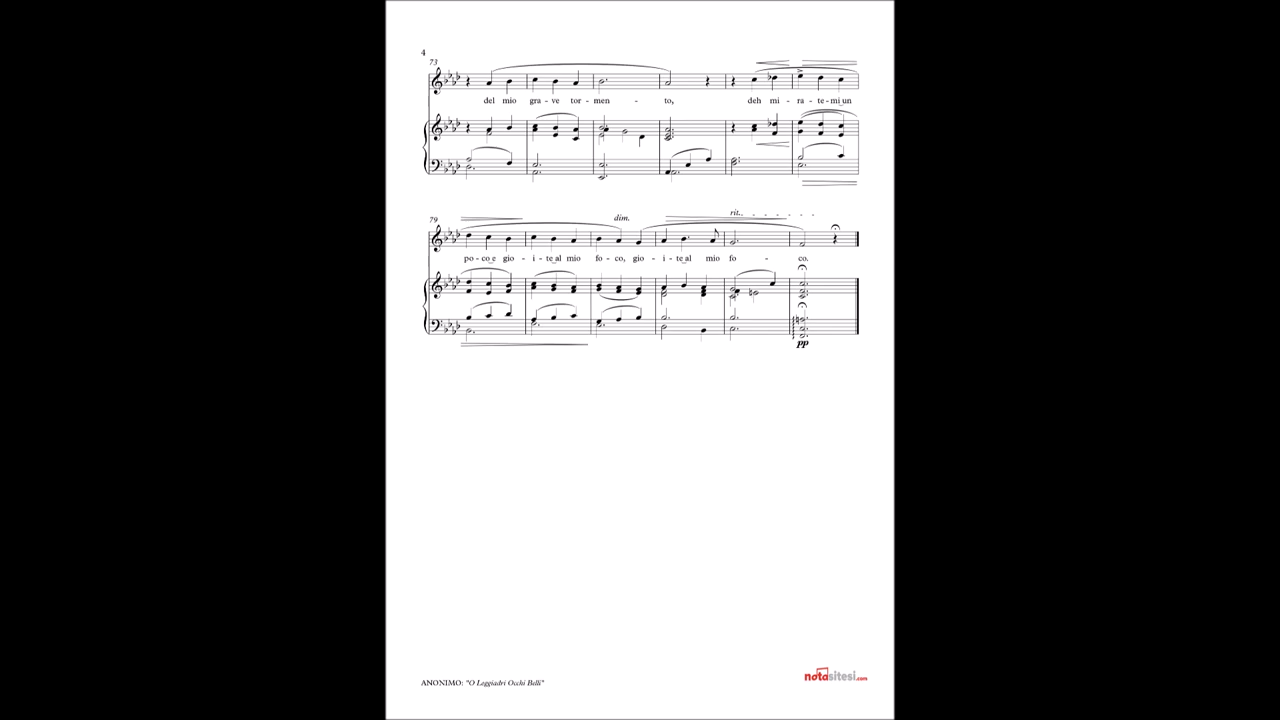 4
73
del mio gra - ve tor - men - to, deh mi - ra - te - mi‿un
79
dim. rit.
po - co‿e gio - i - te‿al mio fo - co, gio - i - te‿al mio fo - co.
pp
ANONIMO: "O Leggiadri Occhi Belli"
notasitesi.com